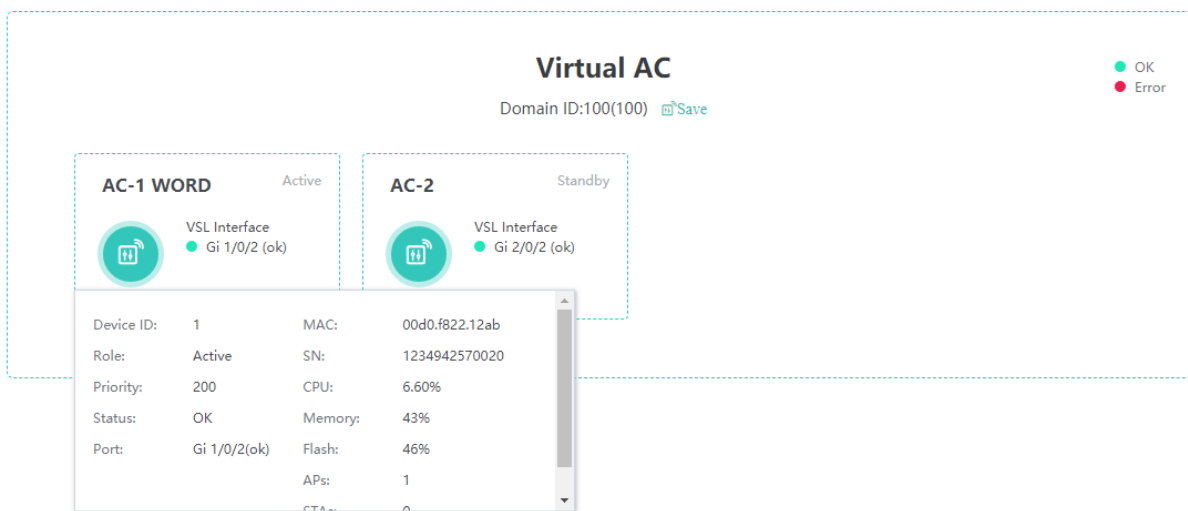 Virtual AC
OK
Error
Domain ID:100(100) Save
AC-1 WORD Active
VSL Interface
Gi 1/0/2 (ok)
AC-2 Standby
VSL Interface
Gi 2/0/2 (ok)
Device ID: 1 MAC: 00d0.f822.12ab
Role: Active SN: 1234942570020
Priority: 200 CPU: 6.60%
Status: OK Memory: 43%
Port: Gi 1/0/2(ok) Flash: 46%
APs: 1
STAs: 0